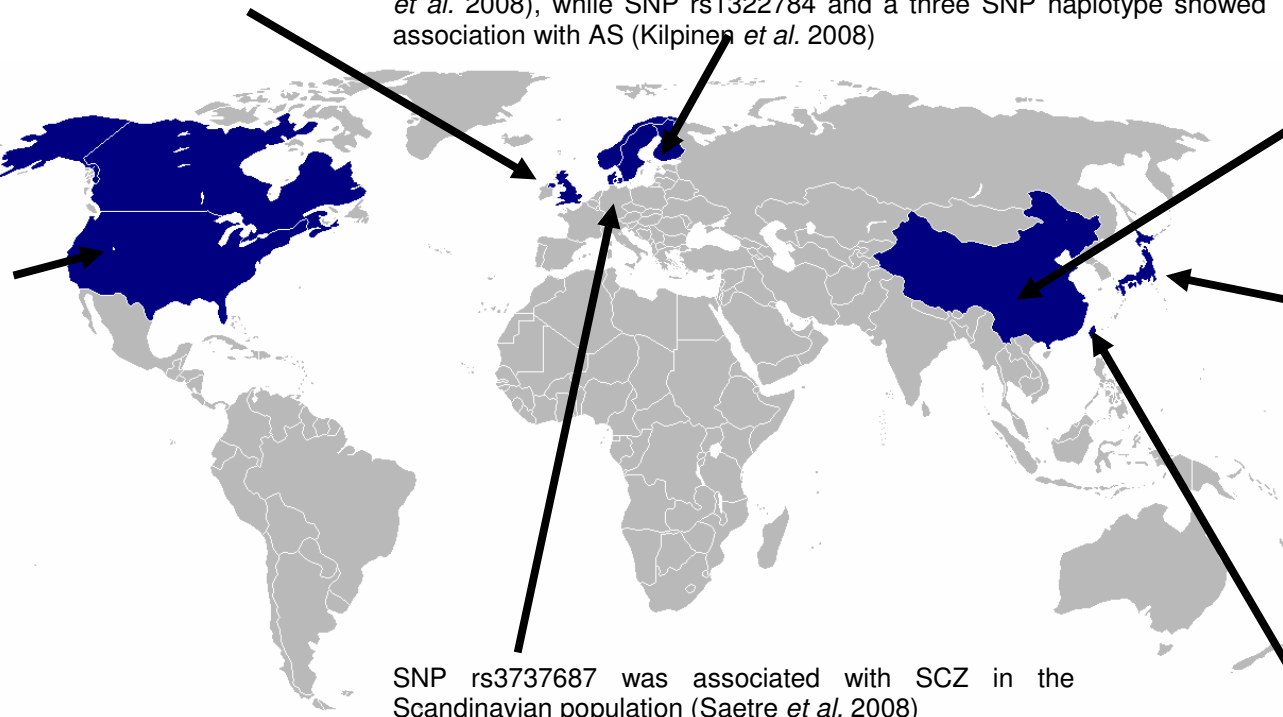 et al. 2008), while SNP rs1322784 and a three SNP haplotype showed
association with AS (Kilpinen et al. 2008)
SNP rs3737687 was associated with SCZ in the
Scandinavian population (Saetre et al. 2008)